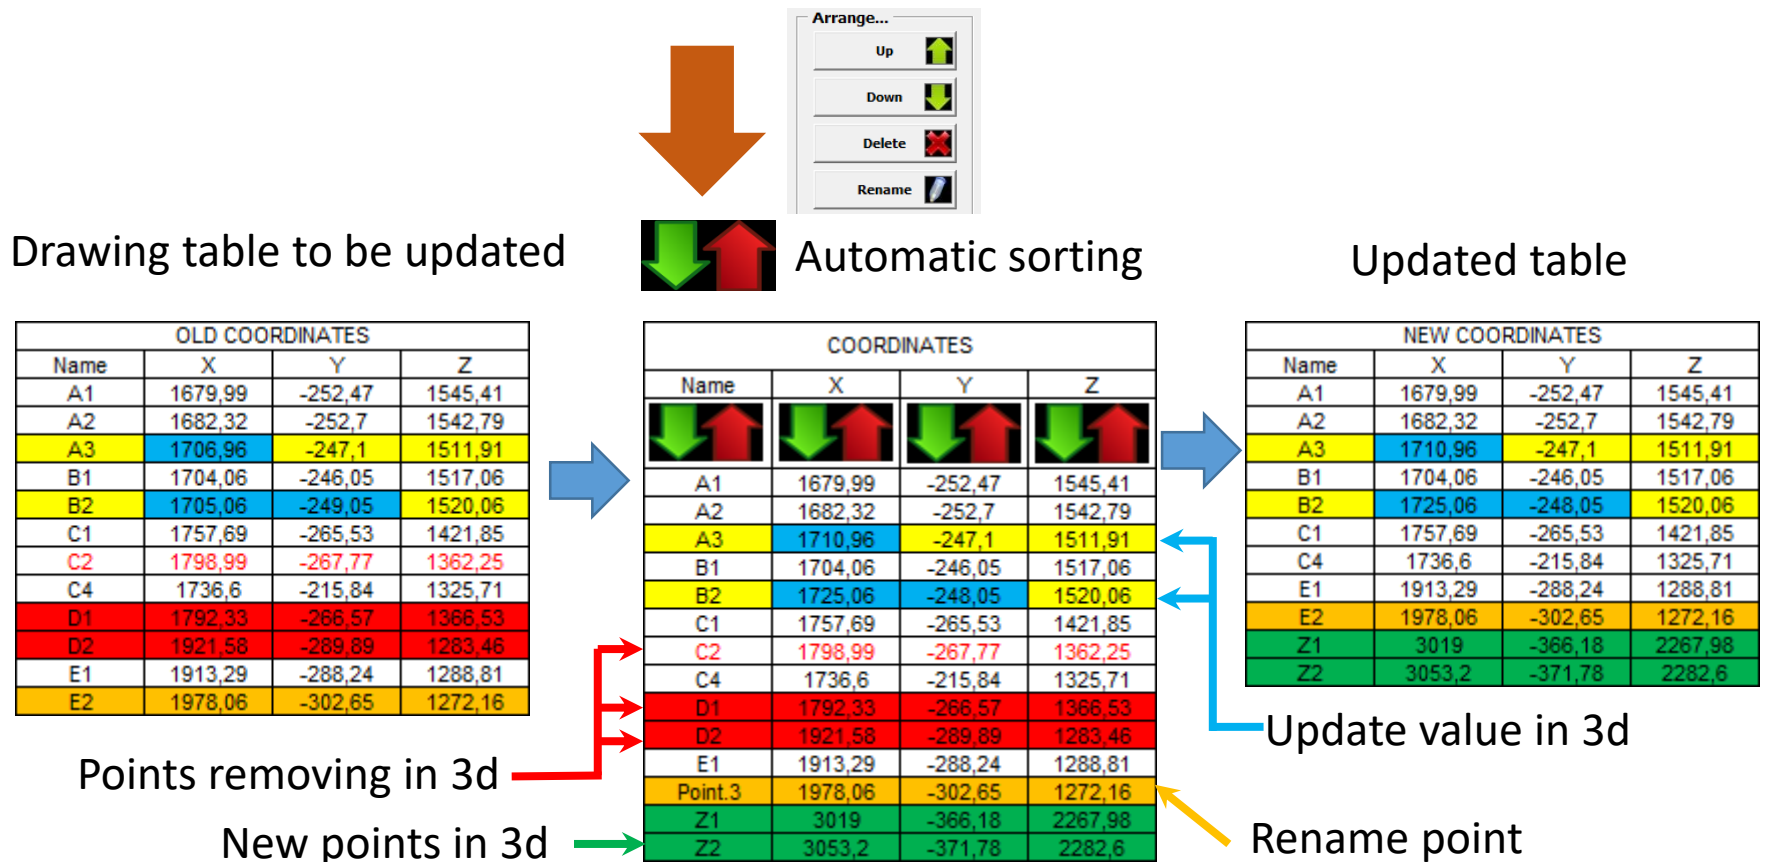 Arrange...
Up
Down
Delete
Rename
Drawing table to be updated
Automatic sorting
Updated table
OLD COORDINATES
Name X Y Z
A1 1679,99 -252,47 1545,41
A2 1682,32 -252,7 1542,79
A3 1706,96 -247,1 1511,91
B1 1704,06 -246,05 1517,06
B2 1705,06 -249,05 1520,06
C1 1757,69 -265,53 1421,85
C2 1798,99 -267,77 1362,25
C4 1736,6 -215,84 1325,71
D1 1792,33 -266,57 1366,53
D2 1921,58 -289,89 1283,46
E1 1913,29 -288,24 1288,81
E2 1978,06 -302,65 1272,16
COORDINATES
Name X Y Z
A1 1679,99 -252,47 1545,41
A2 1682,32 -252,7 1542,79
A3 1710,96 -247,1 1511,91
B1 1704,06 -246,05 1517,06
B2 1725,06 -248,05 1520,06
C1 1757,69 -265,53 1421,85
C2 1798,99 -267,77 1362,25
C4 1736,6 -215,84 1325,71
D1 1792,33 -266,57 1366,53
D2 1921,58 -289,89 1283,46
E1 1913,29 -288,24 1288,81
Point.3 1978,06 -302,65 1272,16
Z1 3019 -366,18 2267,98
Z2 3053,2 -371,78 2282,6
NEW COORDINATES
Name X Y Z
A1 1679,99 -252,47 1545,41
A2 1682,32 -252,7 1542,79
A3 1710,96 -247,1 1511,91
B1 1704,06 -246,05 1517,06
B2 1725,06 -248,05 1520,06
C1 1757,69 -265,53 1421,85
C4 1736,6 -215,84 1325,71
E1 1913,29 -288,24 1288,81
E2 1978,06 -302,65 1272,16
Z1 3019 -366,18 2267,98
Z2 3053,2 -371,78 2282,6
Points removing in 3d
New points in 3d
Update value in 3d
Rename point